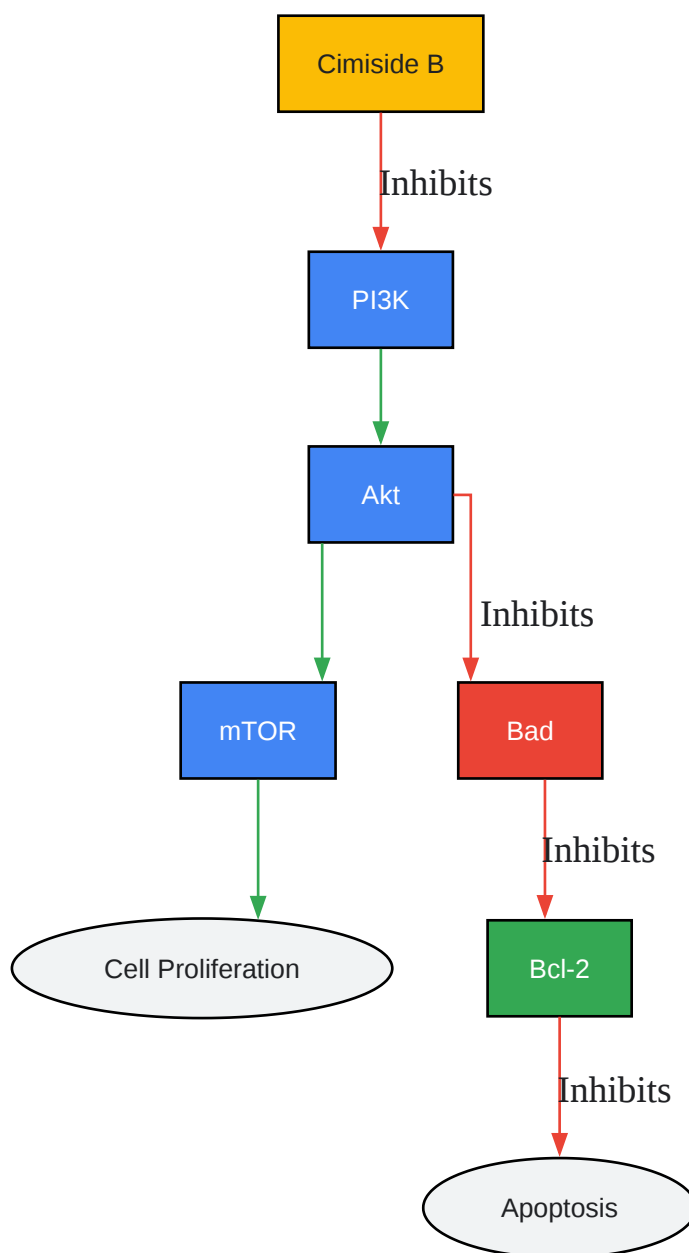 Cimiside B
Inhibits
PI3K
Akt
Inhibits
mTOR
Bad
Inhibits
Cell Proliferation
Bcl-2
Inhibits
Apoptosis